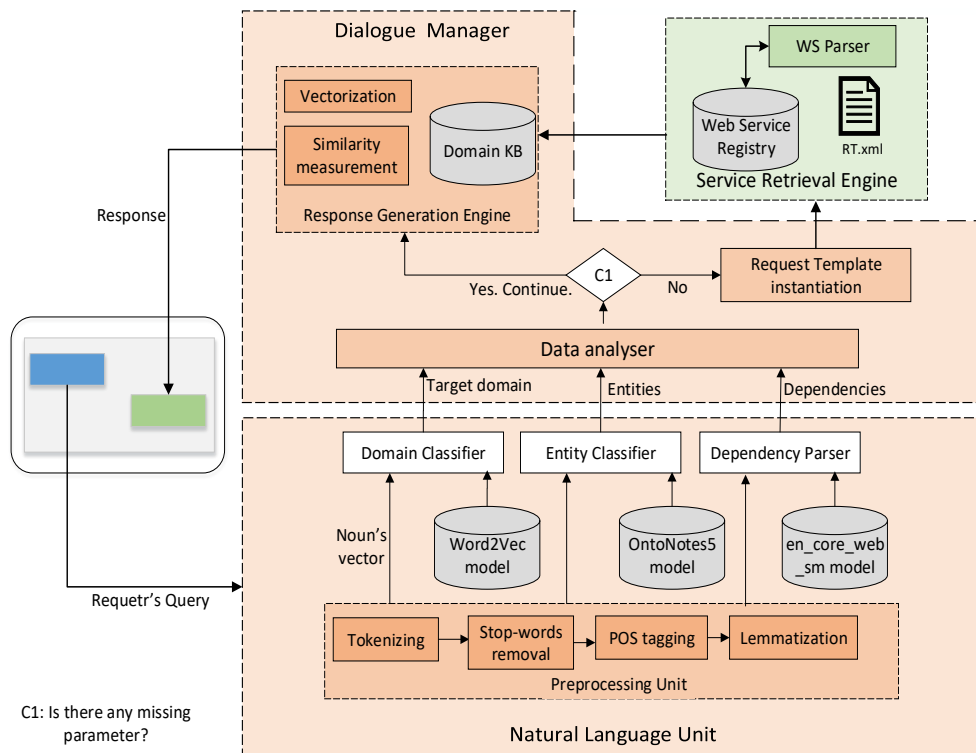 Dialogue Manager
Vectorization
Similarity
measurement
Domain KB
Response Generation Engine
WS Parser
Web Service
Registry
RT.xml
Service Retrieval Engine
Response
Yes. Continue.
C1
No
Request Template
instantiation
Data analyser
Target domain
Entities
Dependencies
Domain Classifier
Entity Classifier
Dependency Parser
Noun's
vector
Word2Vec
model
OntoNotes5
model
en_core_web
_sm model
Requetr's Query
Tokenizing
Stop-words
removal
POS tagging
Lemmatization
Preprocessing Unit
C1: Is there any missing
parameter?
Natural Language Unit